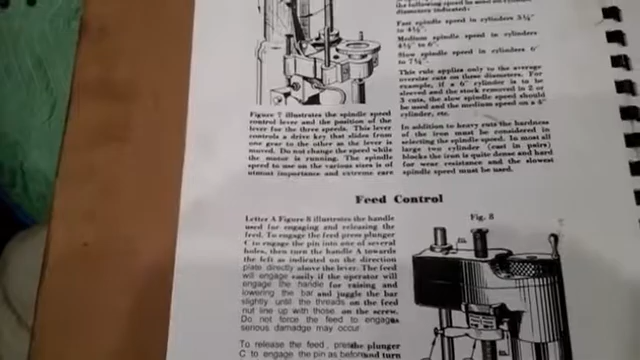 the following speed be used on cylinder
diameters indicated:
Fast spindle speed in cylinders 3¼"
to 4½".
Medium spindle speed in cylinders
4½" to 6".
Slow spindle speed in cylinders 6"
to 7¼".
This rule applies only to the average
oversize cuts on these diameters. For
example, if a 6" cylinder is to be
sleeved and the stock removed in 2 or
3 cuts, the slow spindle speed should
be used and the medium speed on a 4"
cylinder, etc.
In addition to heavy cuts the hardness
of the iron must be considered in
selecting the spindle speed. In most all
large two cylinder (cast in pairs)
blocks the iron is quite dense and hard
for wear resistance and the slowest
spindle speed must be used.
Figure 7 illustrates the spindle speed
control lever and the position of the
lever for the three speeds. This lever
controls a drive key that slides from
one gear to the other as the lever is
moved. Do not change the speed while
the motor is running. The spindle
speed to use on the various sizes is of
utmost importance and extreme care
Feed Control
Letter A Figure 8 illustrates the handle
used for engaging and releasing the
feed. To engage the feed press plunger
C to engage the pin into one of several
holes, then turn the handle A towards
the left as indicated on the direction
plate directly above the lever. The feed
will engage easily if the operator will
engage the handle for raising and
lowering the bar and juggle the bar
slightly until the threads on the feed
nut line up with those on the screw.
Do not force the feed to engage as
serious damadge may occur.
To release the feed, press the plunger
C to engage the pin as before and turn
Fig. 8